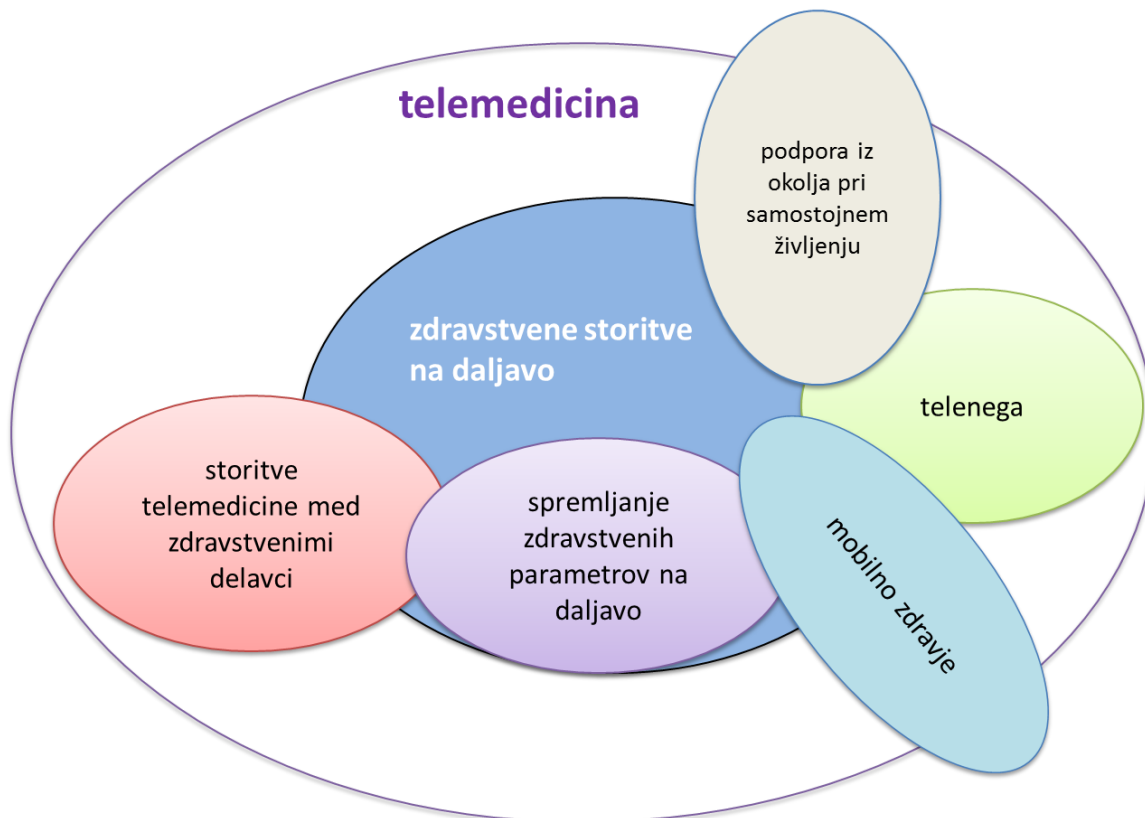 telemedicina
podpora iz
okolja pri
samostojnem
življenju
zdravstvene storitve
na daljavo
telenega
storitve
telemedicine med
zdravstvenimi
delavci
spremljanje
zdravstvenih
parametrov na
daljavo
mobilno zdravje